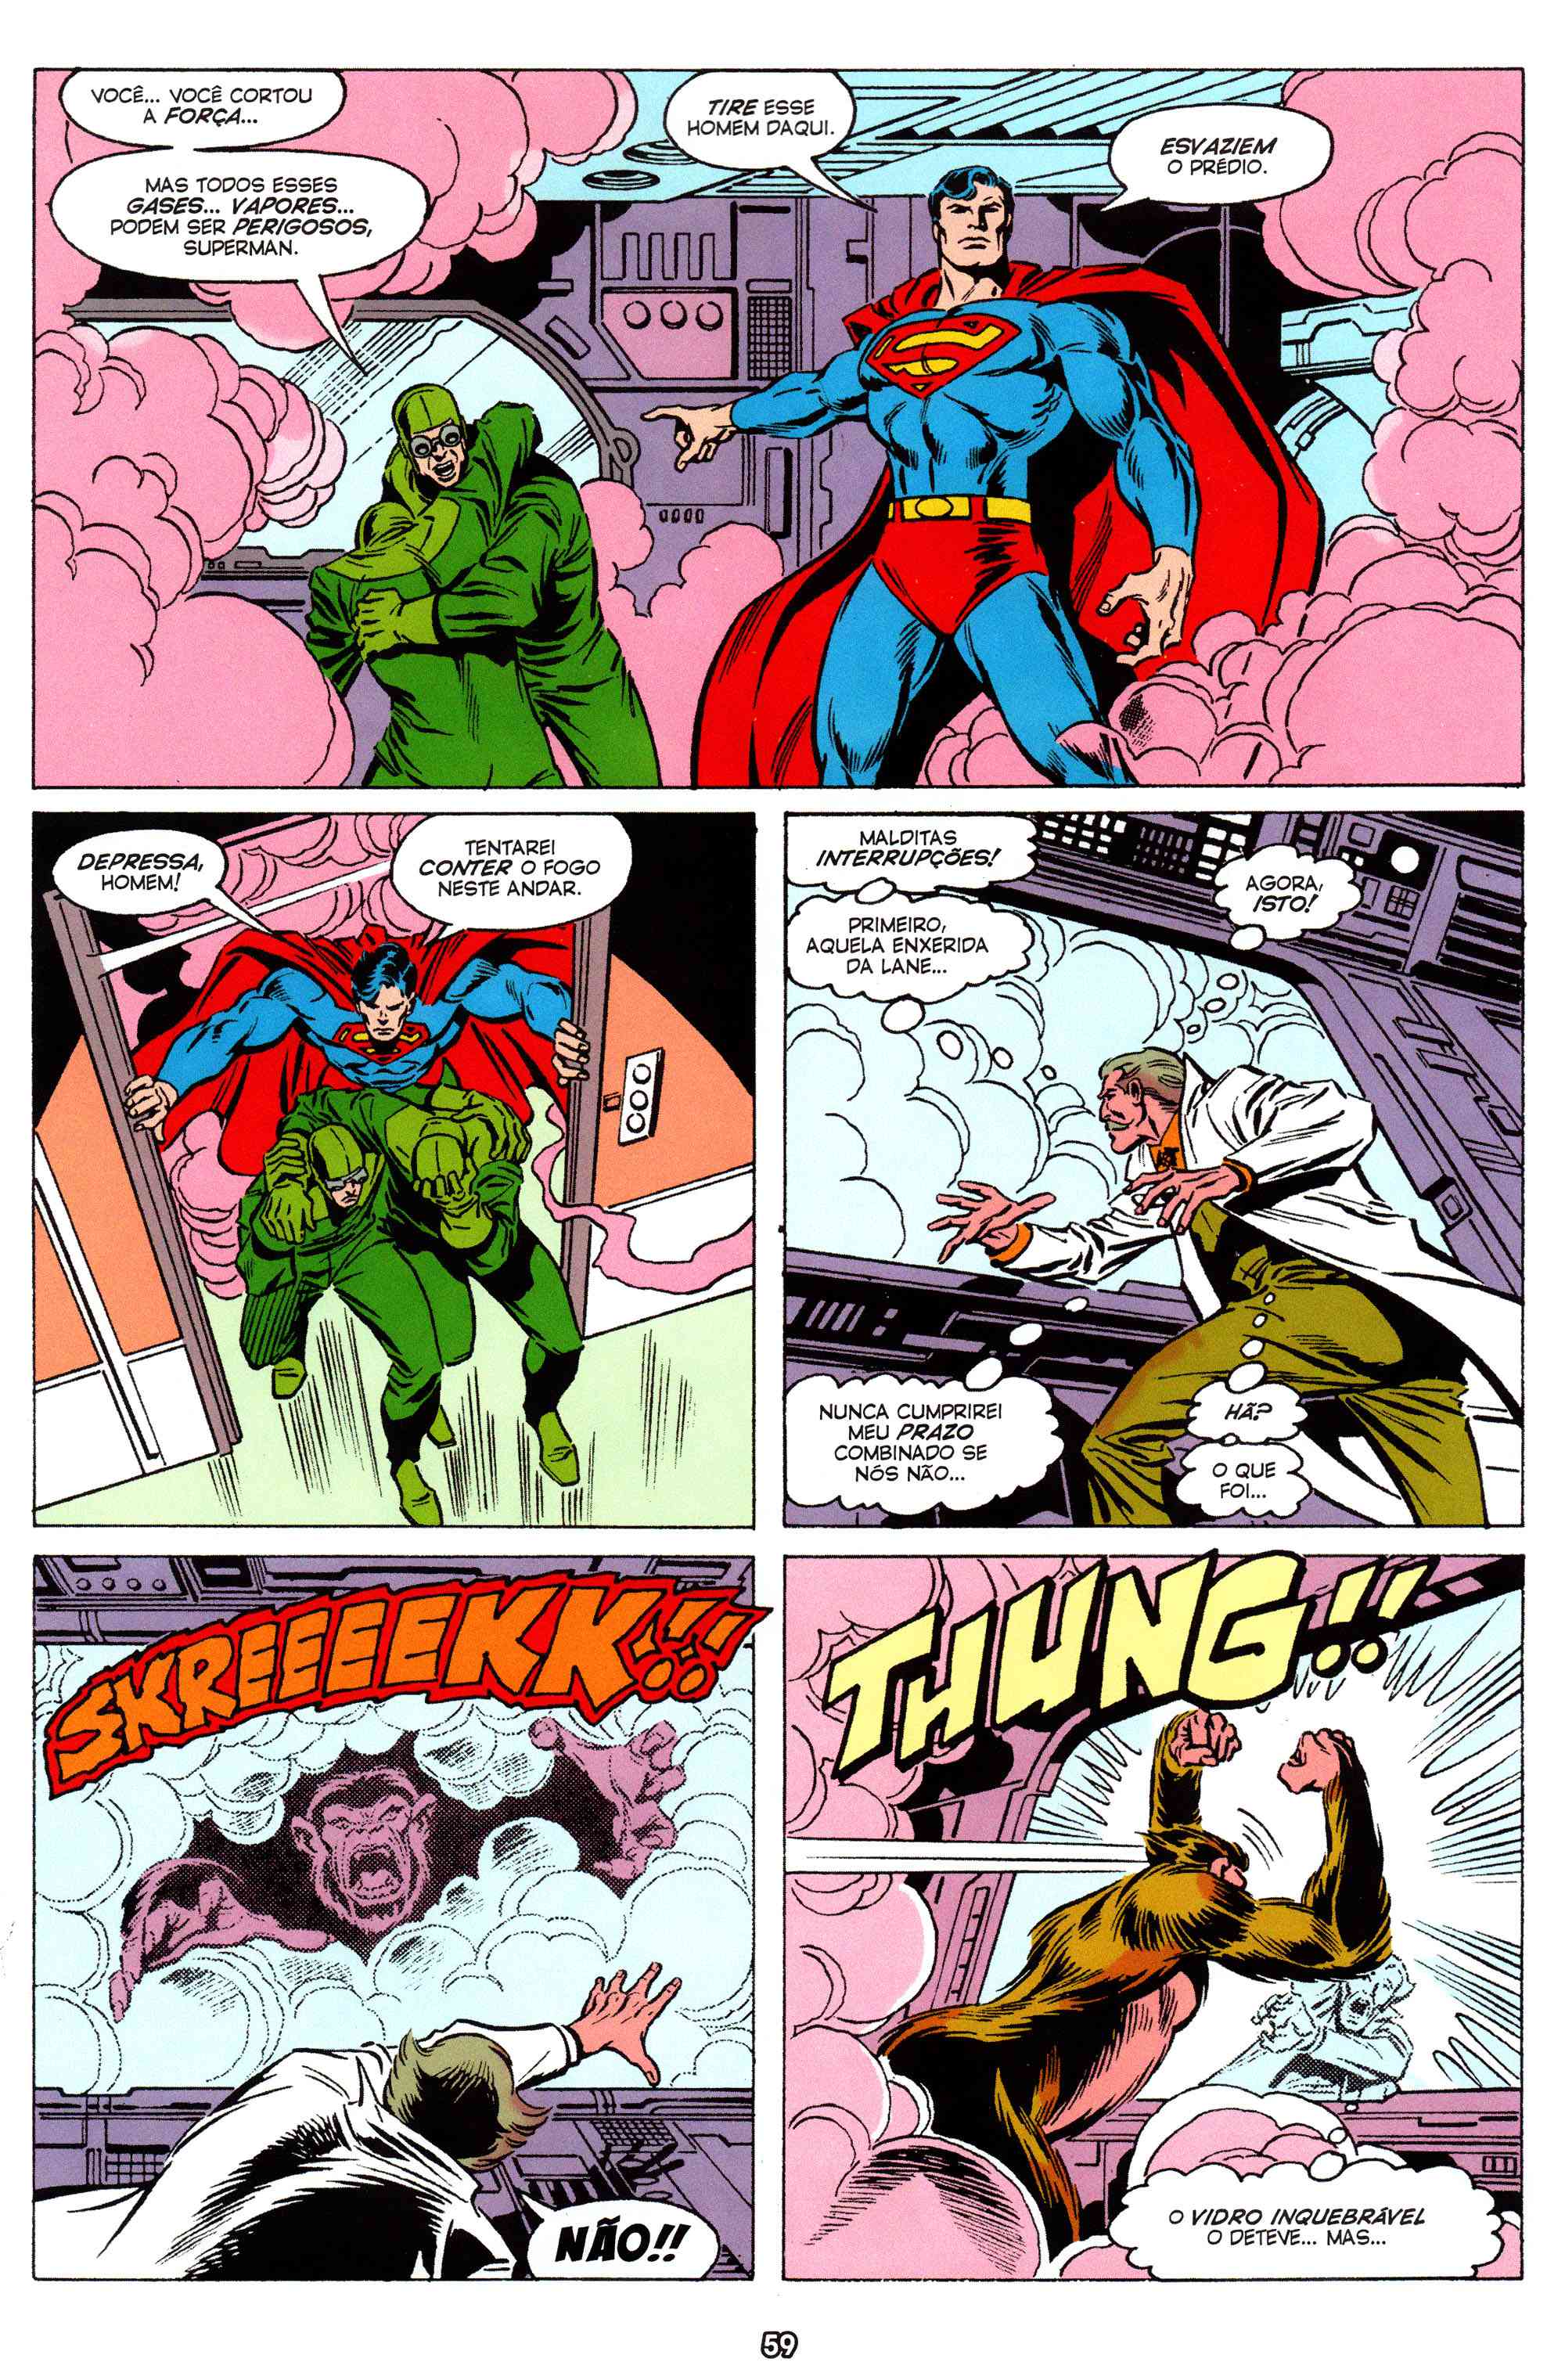 VOCÊ... VOCÊ CORTOU
A FORÇA...
MAS TODOS ESSES
GASES... VAPORES...
PODEM SER PERIGOSOS,
SUPERMAN.
TIRE ESSE
HOMEM DAQUI.
ESVAZIEM
O PRÉDIO.
S
DEPRESSA,
HOMEM!
TENTAREI
CONTER O FOGO
NESTE ANDAR.
MALDITAS
INTERRUPÇÕES!
PRIMEIRO,
AQUELA ENXERIDA
DA LANE...
AGORA,
ISTO!
NUNCA CUMPRIREI
MEU PRAZO
COMBINADO SE
NÓS NÃO...
HÃ?
O QUE
FOI...
SKREEEEKK!!!
NÃO!!
THUNG!!
O VIDRO INQUEBRÁVEL
O DETEVE... MAS...
59